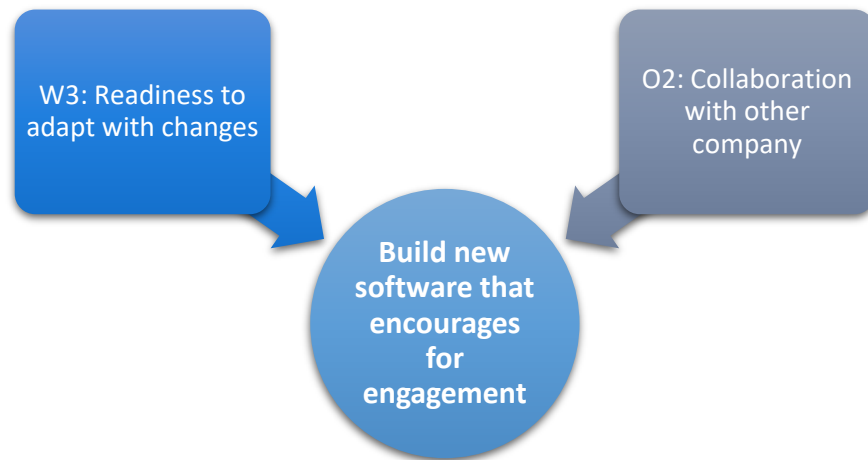 W3: Readiness to
adapt with changes
O2: Collaboration
with other
company
Build new
software that
encourages
for
engagement